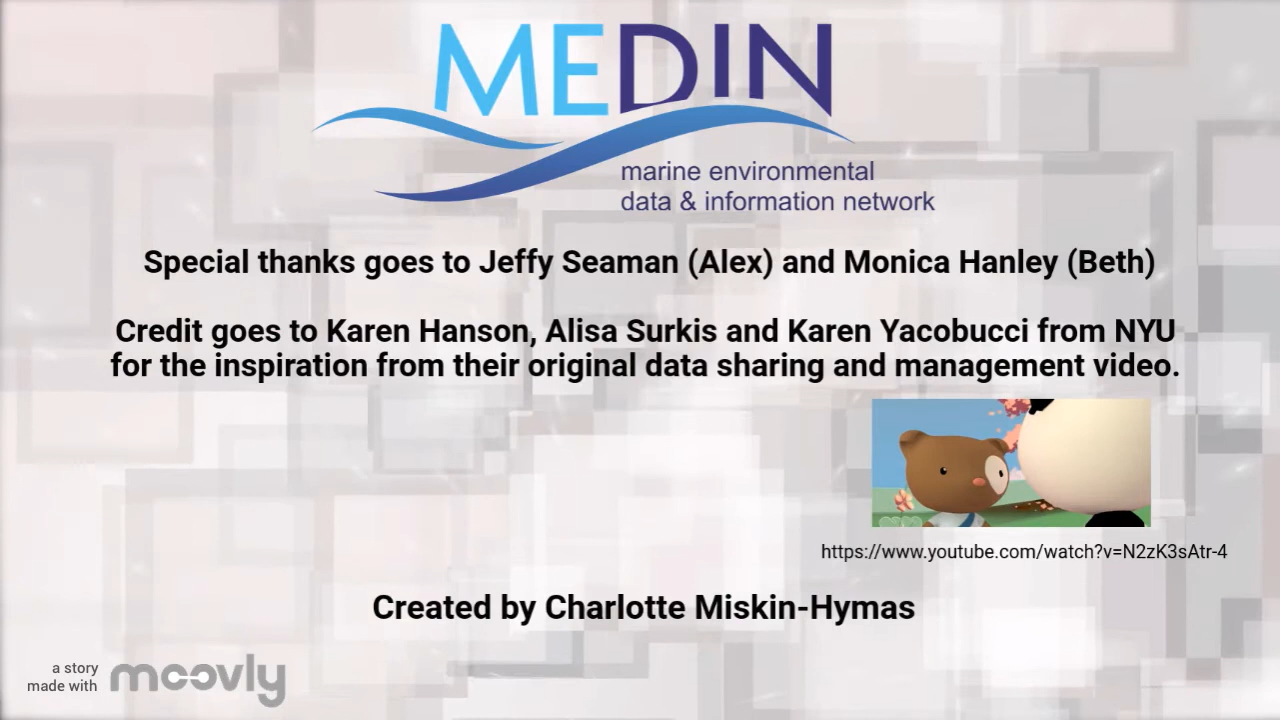 MEDIN
marine environmental
data & information network
Special thanks goes to Jeffy Seaman (Alex) and Monica Hanley (Beth)
Credit goes to Karen Hanson, Alisa Surkis and Karen Yacobucci from NYU
for the inspiration from their original data sharing and management video.
https://www.youtube.com/watch?v=N2zK3sAtr-4
Created by Charlotte Miskin-Hymas
a story
made with moovly